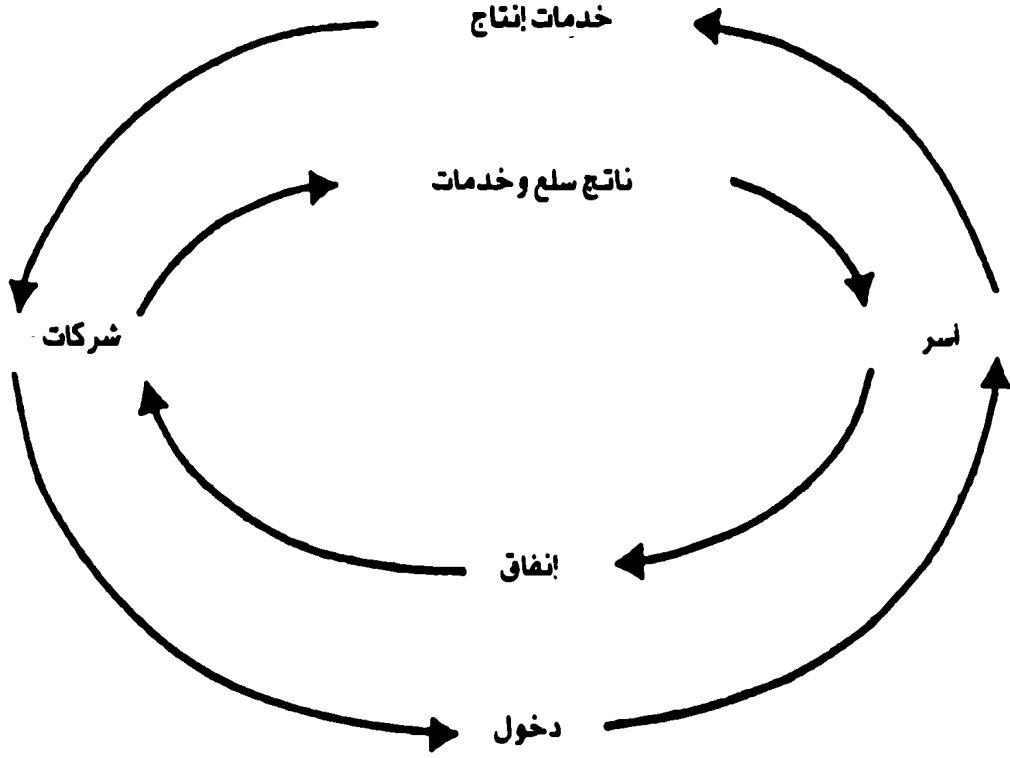 خدمات إنتاج
ناتج سلع وخدمات
أسر
شركات
إنفاق
دخول